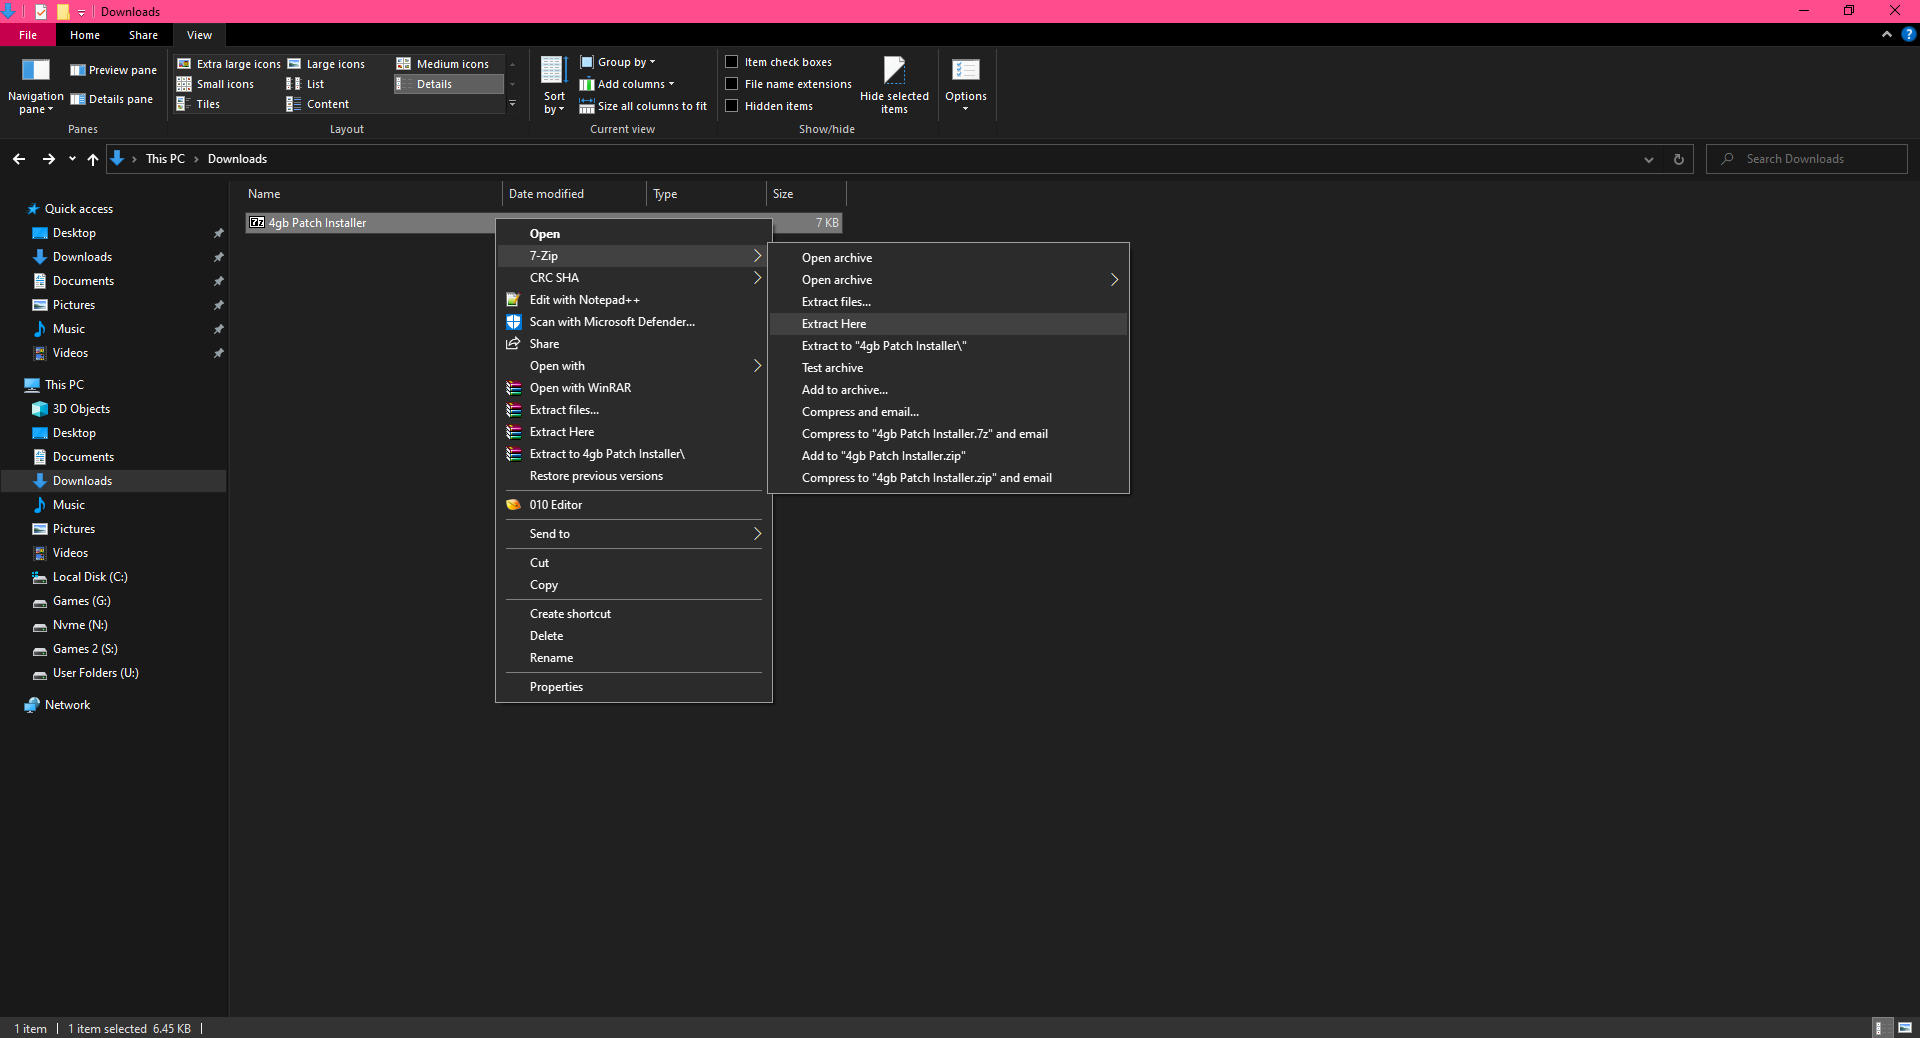 Downloads
File Home Share View
Navigation pane
Preview pane
Details pane
Panes
Extra large icons Large icons Medium icons
Small icons List Details
Tiles Content
Layout
Sort by
Group by
Add columns
Size all columns to fit
Current view
Item check boxes
File name extensions
Hidden items
Hide selected items
Show/hide
Options
This PC Downloads
Search Downloads
Quick access
Desktop
Downloads
Documents
Pictures
Music
Videos
This PC
3D Objects
Desktop
Documents
Downloads
Music
Pictures
Videos
Local Disk (C:)
Games (G:)
Nvme (N:)
Games 2 (S:)
User Folders (U:)
Network
Name Date modified Type Size
4gb Patch Installer 7 KB
Open
7-Zip
CRC SHA
Edit with Notepad++
Scan with Microsoft Defender...
Share
Open with
Open with WinRAR
Extract files...
Extract Here
Extract to 4gb Patch Installer\
Restore previous versions
010 Editor
Send to
Cut
Copy
Create shortcut
Delete
Rename
Properties
Open archive
Open archive
Extract files...
Extract Here
Extract to "4gb Patch Installer\"
Test archive
Add to archive...
Compress and email...
Compress to "4gb Patch Installer.7z" and email
Add to "4gb Patch Installer.zip"
Compress to "4gb Patch Installer.zip" and email
1 item 1 item selected 6.45 KB